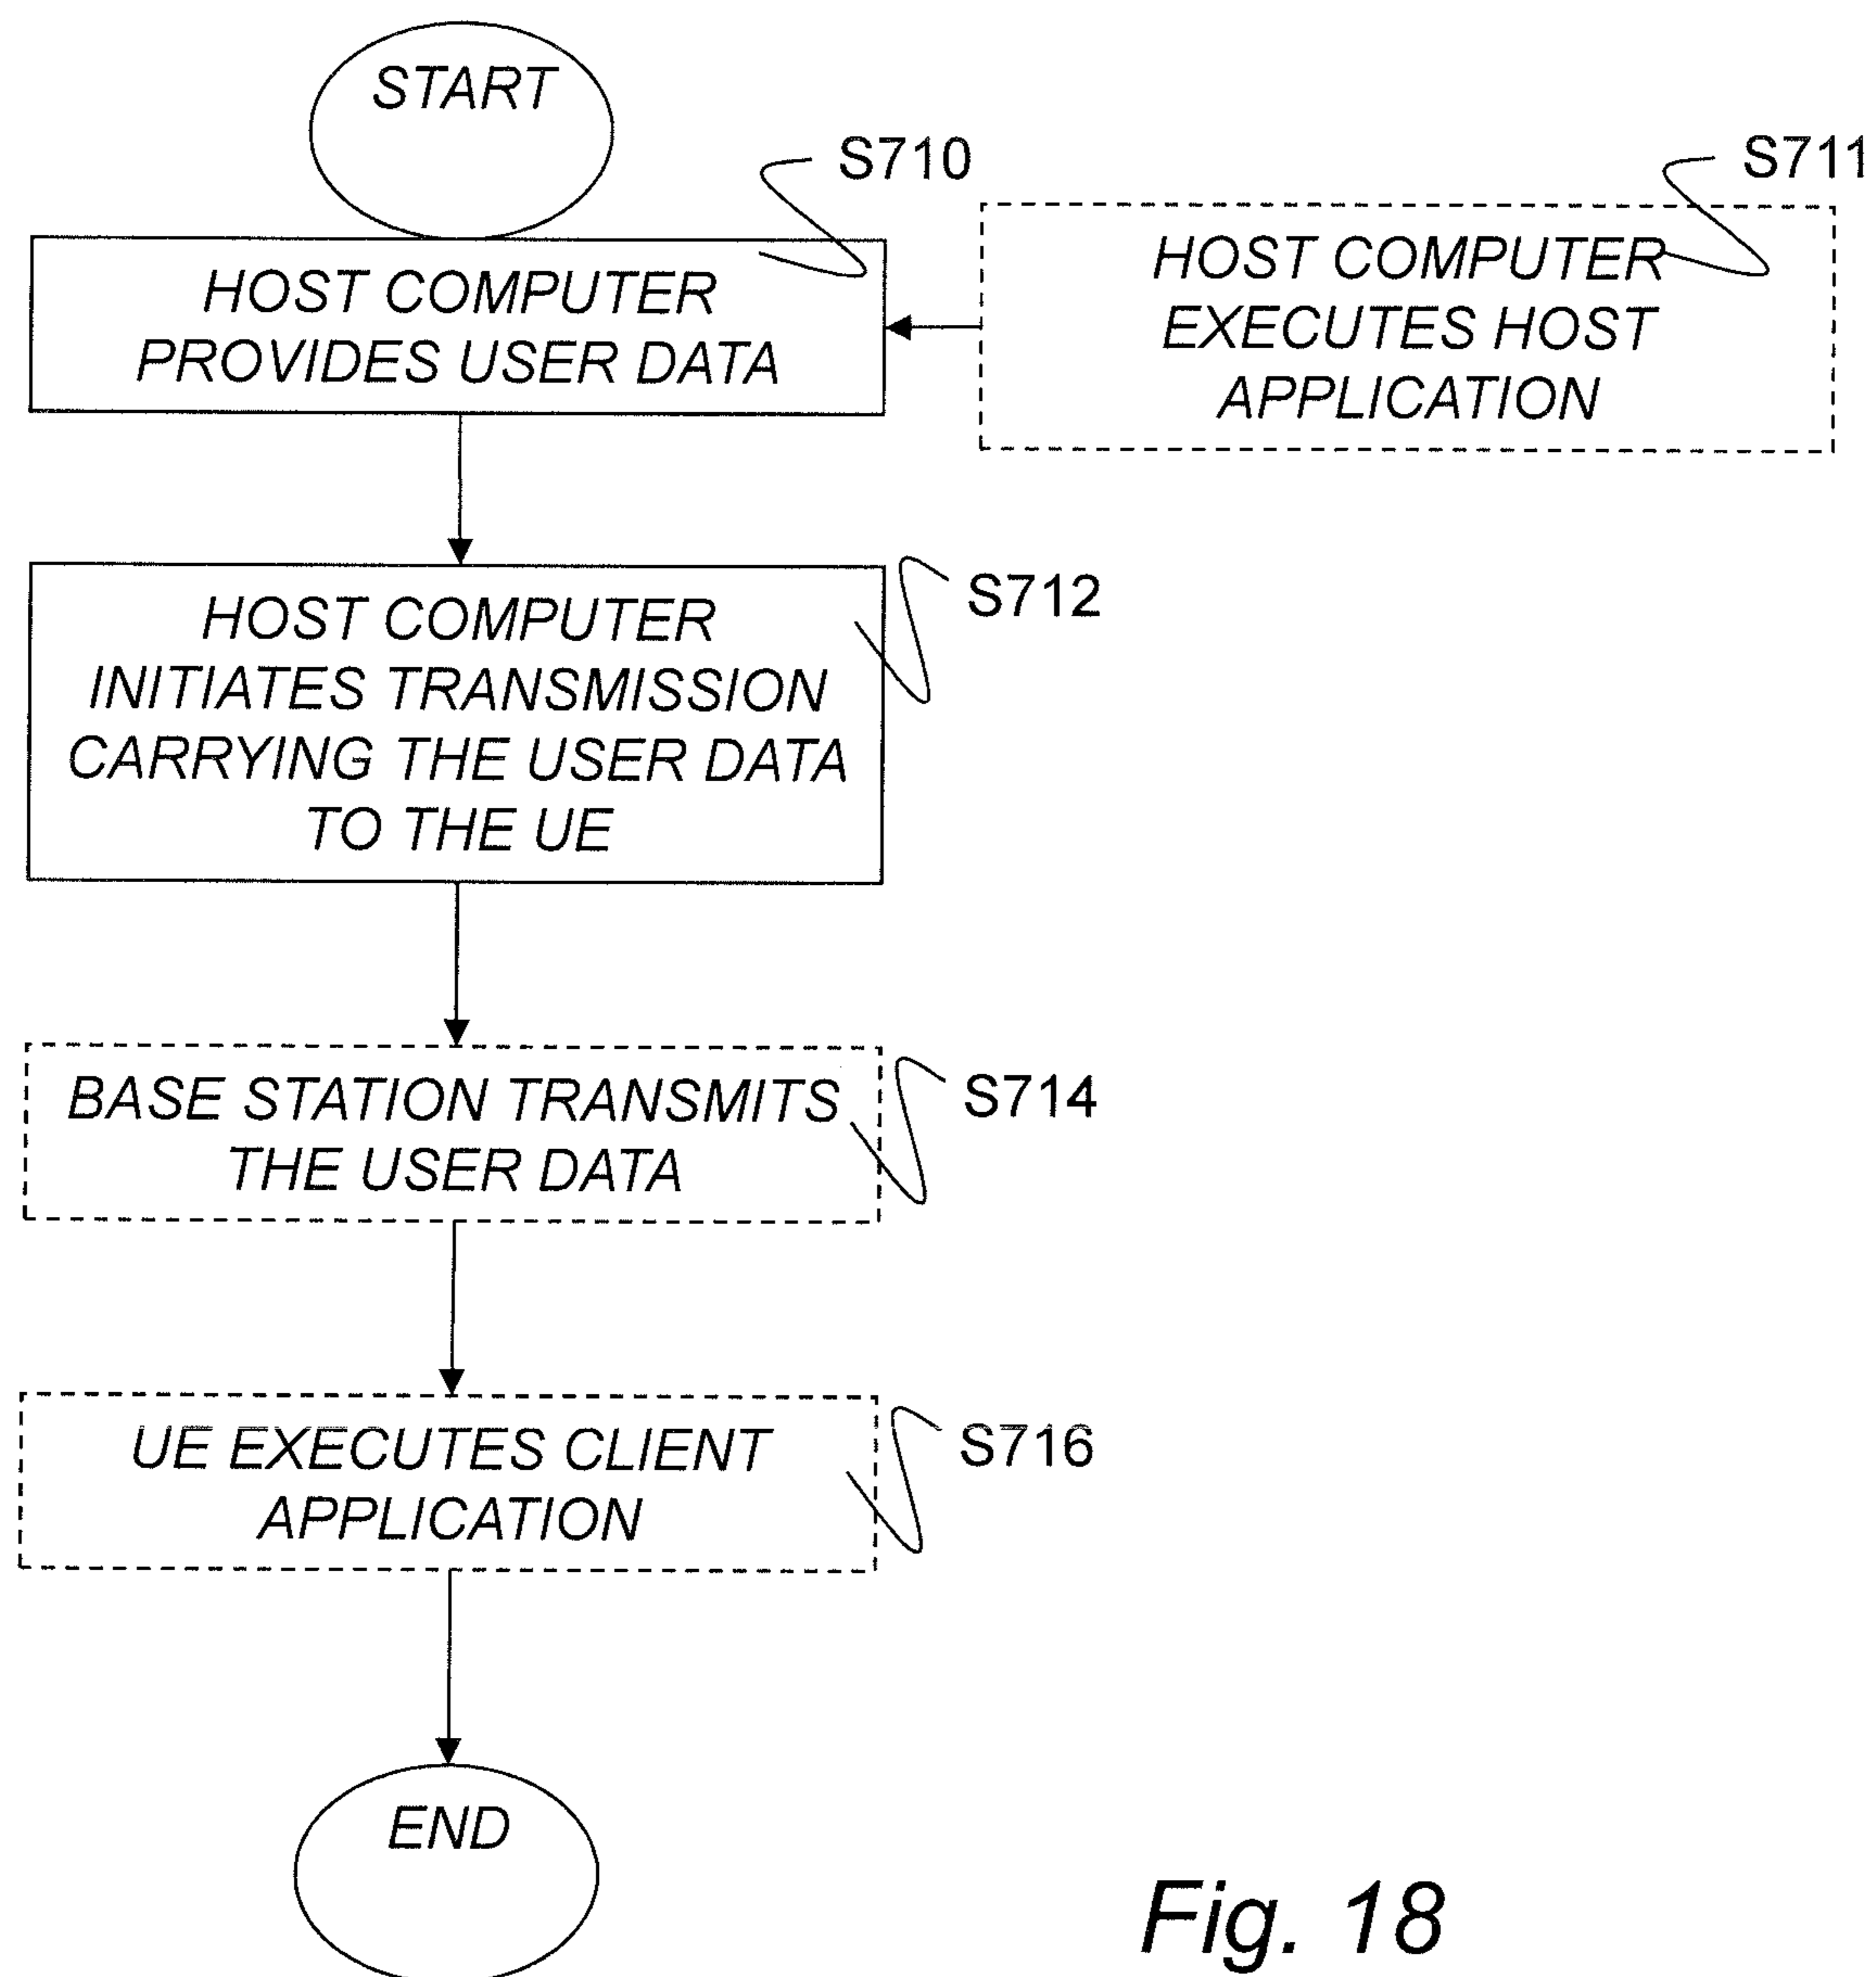 START
S710
S711
HOST COMPUTER
PROVIDES USER DATA
HOST COMPUTER
EXECUTES HOST
APPLICATION
S712
HOST COMPUTER
INITIATES TRANSMISSION
CARRYING THE USER DATA
TO THE UE
BASE STATION TRANSMITS
THE USER DATA
S714
UE EXECUTES CLIENT
APPLICATION
S716
END
Fig. 18